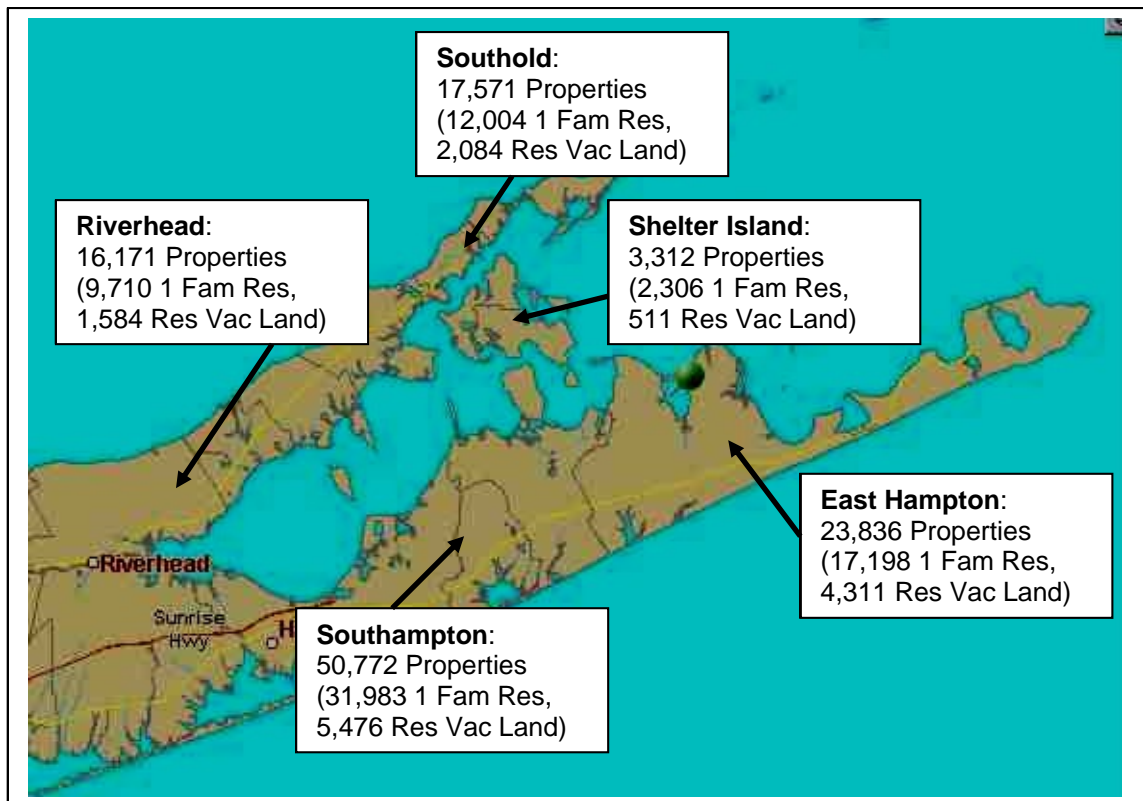 Southold:
17,571 Properties
(12,004 1 Fam Res,
2,084 Res Vac Land)
Riverhead:
16,171 Properties
(9,710 1 Fam Res,
1,584 Res Vac Land)
Shelter Island:
3,312 Properties
(2,306 1 Fam Res,
511 Res Vac Land)
East Hampton:
23,836 Properties
(17,198 1 Fam Res,
4,311 Res Vac Land)
Riverhead
Sunrise
Hwy
Southampton:
50,772 Properties
(31,983 1 Fam Res,
5,476 Res Vac Land)